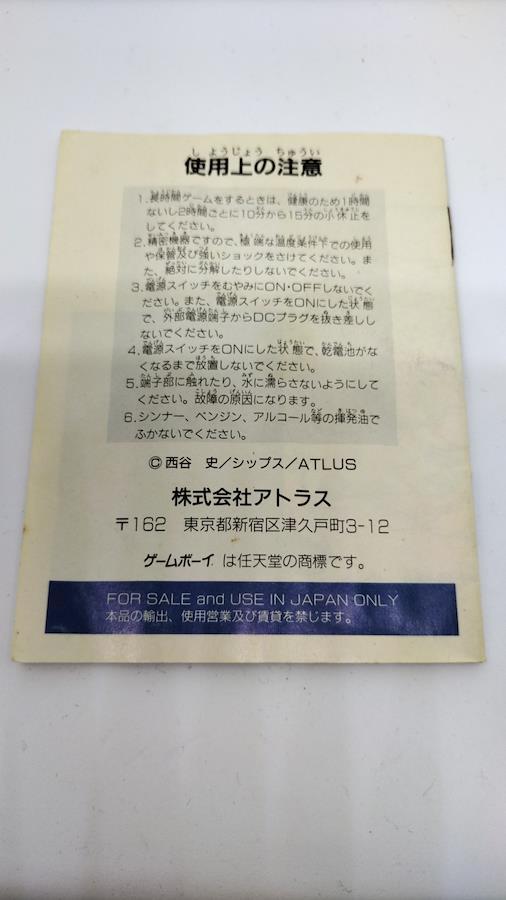 しようじょう ちゅうい
使用上の注意
1.長時間ゲームをするときは、健康のため1時間
ないし2時間ごとに10分から15分の小休止を
してください。
2.精密機器ですので、極端な温度条件下での使用
や保管及び強いショックをさけてください。ま
た、絶対に分解したりしないでください。
3.電源スイッチをむやみにON・OFFしないでく
ださい。また、電源スイッチをONにした状態
で、外部電源端子からDCプラグを抜き差しし
ないでください。
4.電源スイッチをONにした状態で、乾電池がな
くなるまで放置しないでください。
5.端子部に触れたり、水に濡らさないようにして
ください。故障の原因になります。
6.シンナー、ベンジン、アルコール等の揮発油で
ふかないでください。
©西谷 史/シップス/ATLUS
株式会社アトラス
〒162 東京都新宿区津久戸町3-12
ゲームボーイ は任天堂の商標です。
FOR SALE and USE IN JAPAN ONLY
本品の輸出、使用営業及び賃貸を禁じます。